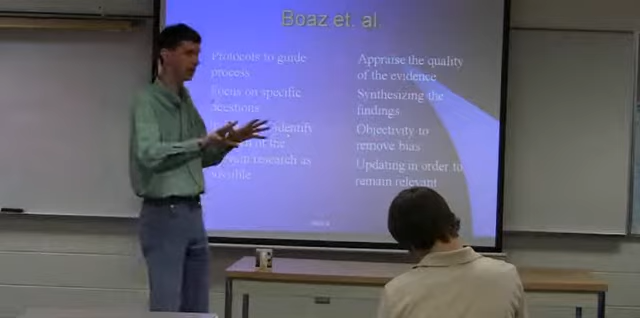 Boaz et. al.
Protocols to guide
process
Focus on specific
identify
of the
research as
Appraise the quality
of the evidence
Synthesizing the
findings
Objectivity to
remove bias
Updating in order to
remain relevant